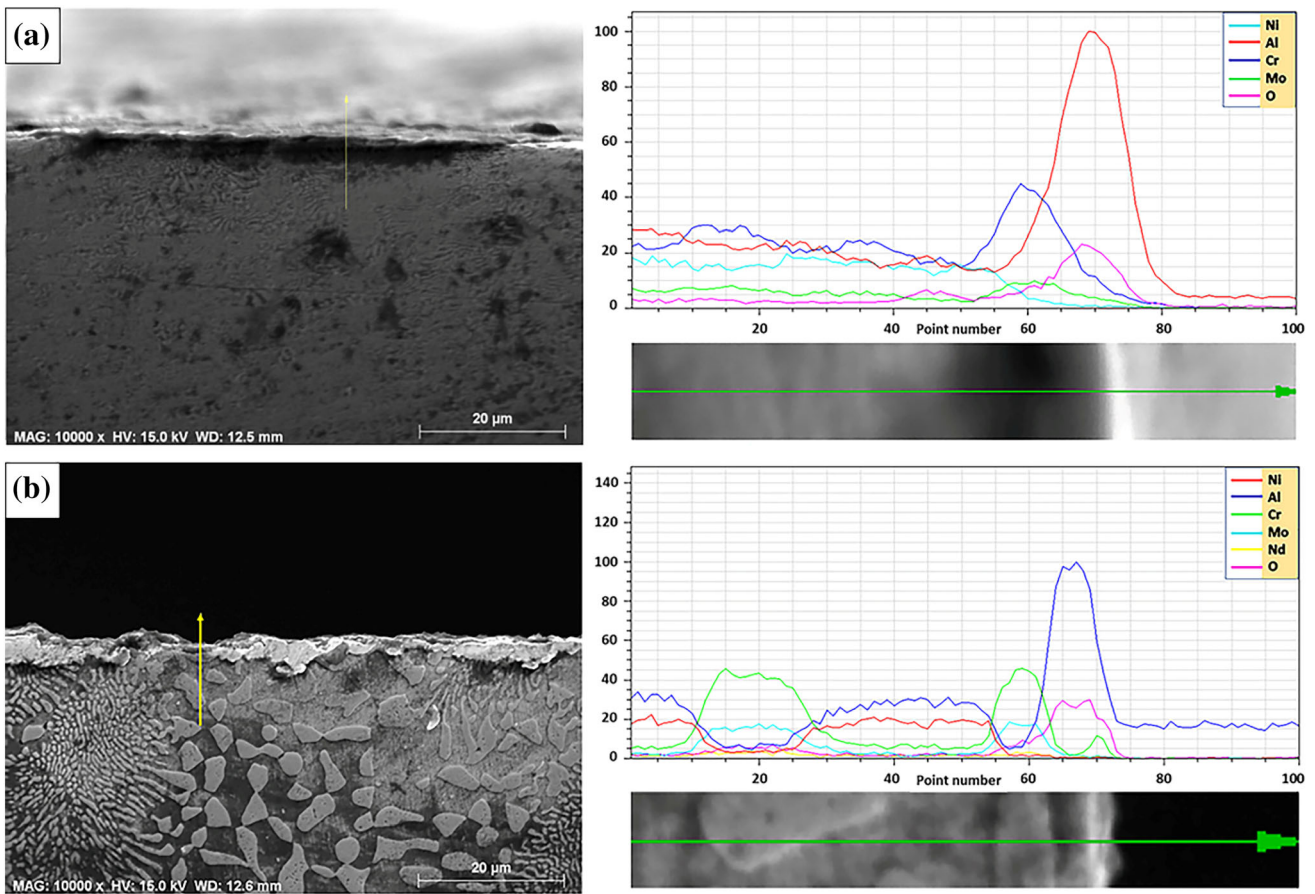 (a)
20 µm
MAG: 10000 x HV: 15.0 kV WD: 12.5 mm
100
80
60
40
20
0
Ni
Al
Cr
Mo
O
20 40 Point number 60 80 100
(b)
20 µm
MAG: 10000 x HV: 15.0 kV WD: 12.6 mm
140
120
100
80
60
40
20
0
Ni
Al
Cr
Mo
Nd
O
20 40 Point number 60 80 100